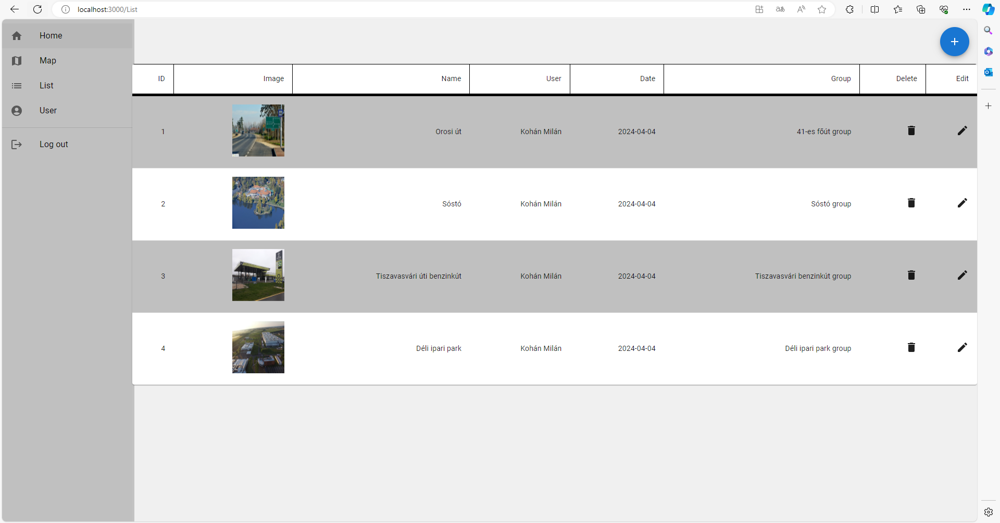 localhost:3000/List
Home
Map
List
User
Log out
ID Image Name User Date Group Delete Edit
1 Orosi út Kohán Milán 2024-04-04 41-es főút group
2 Sóstó Kohán Milán 2024-04-04 Sóstó group
3 Tiszavasvári úti benzinkút Kohán Milán 2024-04-04 Tiszavasvári benzinkút group
4 Déli ipari park Kohán Milán 2024-04-04 Déli ipari park group